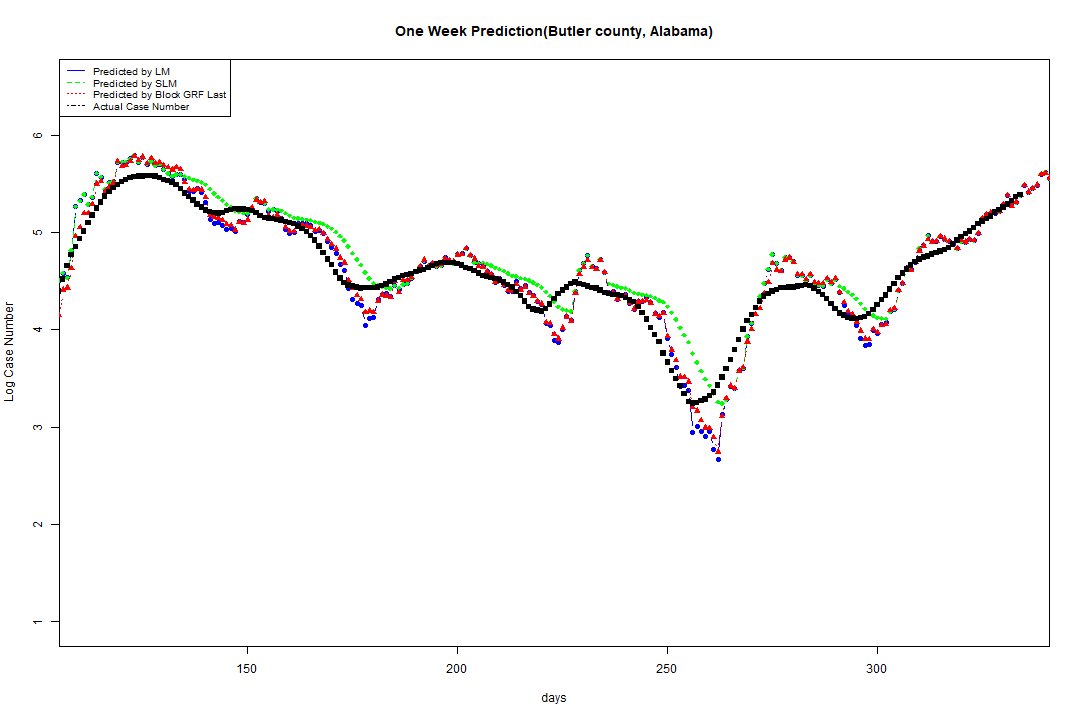 One Week Prediction(Butler county, Alabama)
Predicted by LM
Predicted by SLM
Predicted by Block GRF Last
Actual Case Number
6
5
4
3
2
1
Log Case Number
150
200
250
300
days